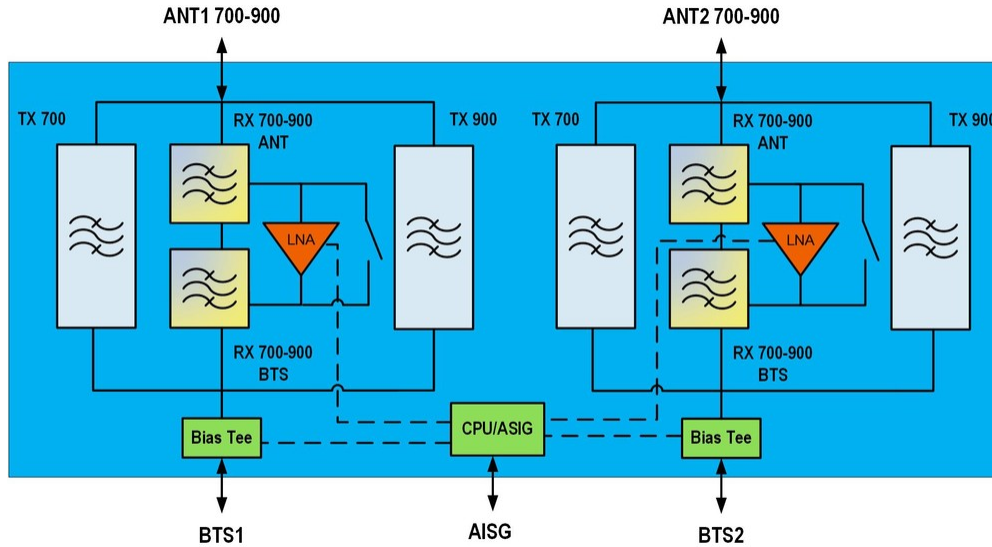 ANT1 700-900
ANT2 700-900
TX 700
RX 700-900
ANT
TX 900
TX 700
RX 700-900
ANT
TX 900
LNA
LNA
RX 700-900
BTS
RX 700-900
BTS
Bias Tee
CPU/ASIG
Bias Tee
BTS1
AISG
BTS2